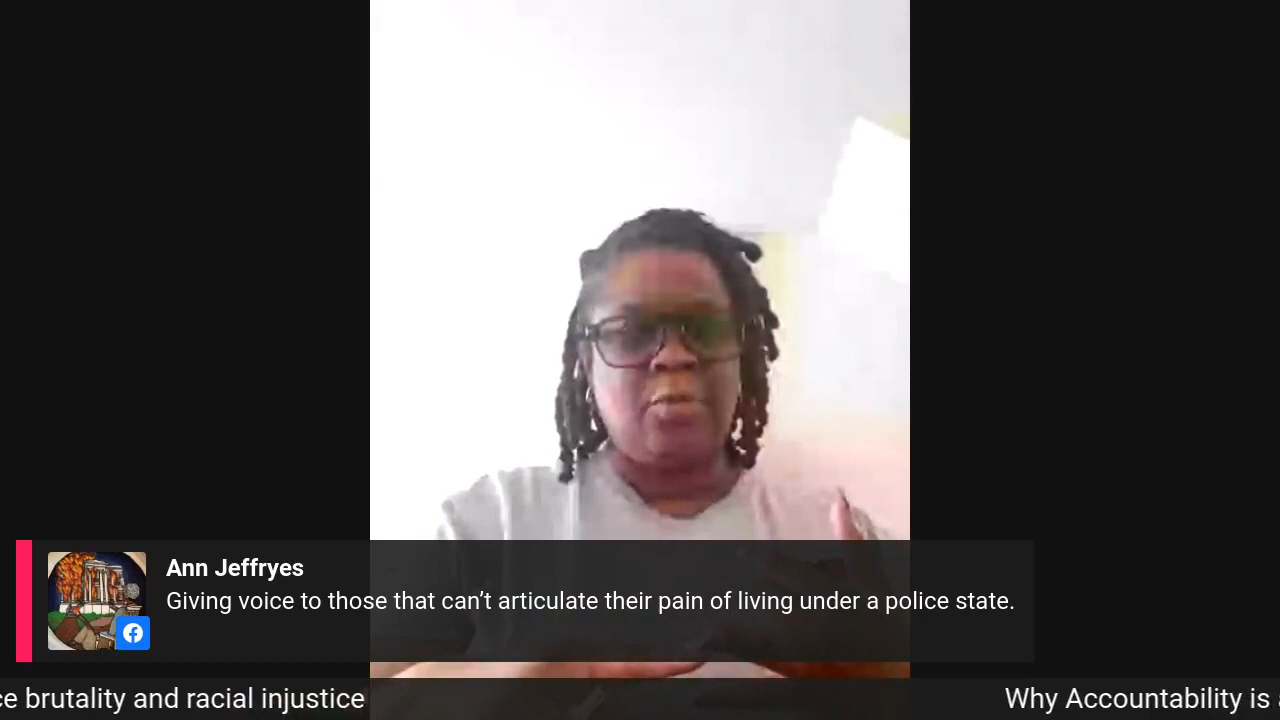 Ann Jeffryes
Giving voice to those that can’t articulate their pain of living under a police state.
brutality and racial injustice
Why Accountability is